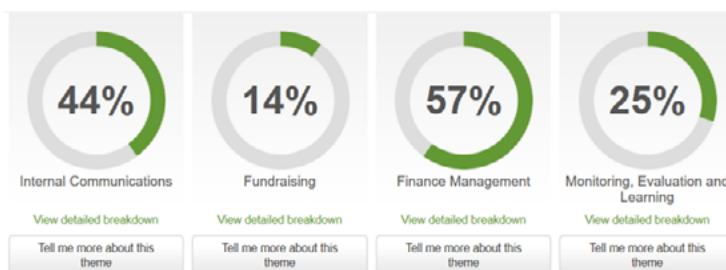 44%
14%
57%
25%
Internal Communications
Fundraising
Finance Management
Monitoring, Evaluation and
Learning
View detailed breakdown
View detailed breakdown
View detailed breakdown
View detailed breakdown
Tell me more about this
theme
Tell me more about this
theme
Tell me more about this
theme
Tell me more about this
theme